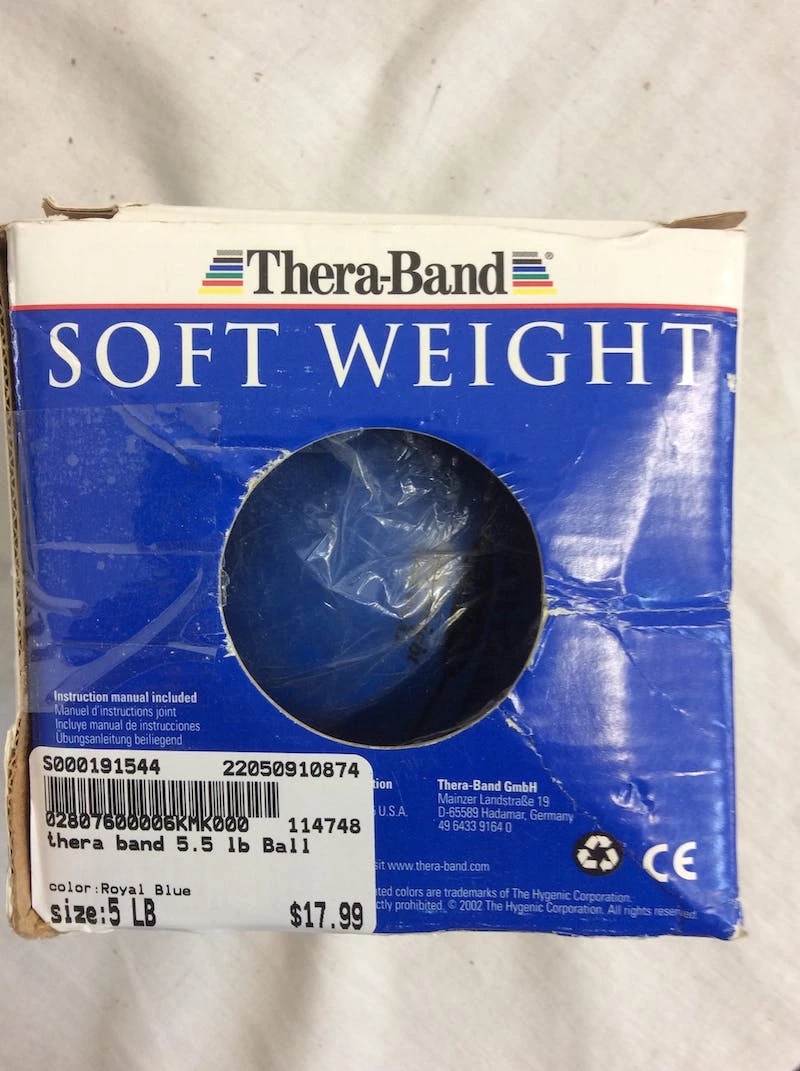 Thera-Band®
SOFT WEIGHT
Instruction manual included
Manuel d'instructions joint
Incluye manual de instrucciones
Übungsanleitung beiliegend
S000191544 22050910874
02807600006KMK000 114748
thera band 5.5 lb Ball
color:Royal Blue
size:5 LB $17.99
tion
U.S.A.
Thera-Band GmbH
Mainzer Landstraße 19
D-65589 Hadamar, Germany
49 6433 9164 0
sit www.thera-band.com
ted colors are trademarks of The Hygenic Corporation.
ctly prohibited. © 2002 The Hygenic Corporation. All rights reserved.
CE